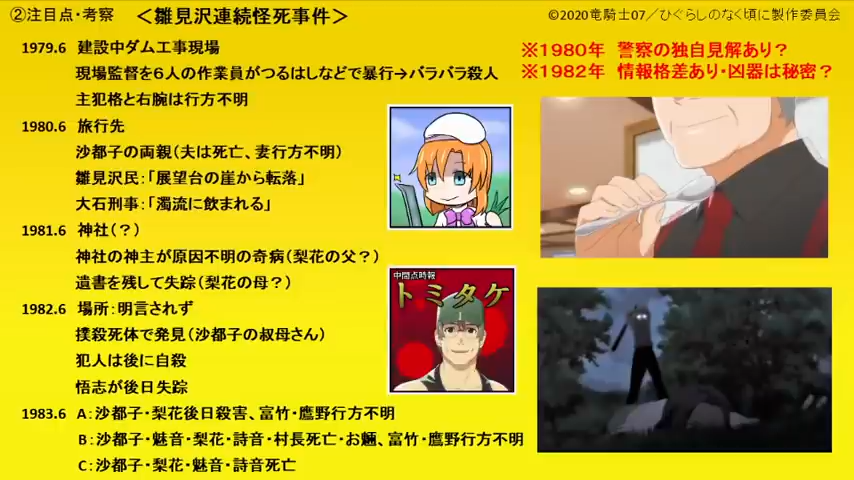 ②注目点・考察　＜雛見沢連続怪死事件＞
©2020竜騎士07／ひぐらしのなく頃に製作委員会
1979.6　建設中ダム工事現場
現場監督を６人の作業員がつるはしなどで暴行→バラバラ殺人
主犯格と右腕は行方不明
※1980年　警察の独自見解あり？
※1982年　情報格差あり・凶器は秘密？
1980.6　旅行先
沙都子の両親（夫は死亡、妻行方不明）
雛見沢民：「展望台の崖から転落」
大石刑事：「濁流に飲まれる」
1981.6　神社（？）
神社の神主が原因不明の奇病（梨花の父？）
遺書を残して失踪（梨花の母？）
中間点時報
トミタケ
1982.6　場所：明言されず
撲殺死体で発見（沙都子の叔母さん）
犯人は後に自殺
悟志が後日失踪
1983.6　A：沙都子・梨花後日殺害、富竹・鷹野行方不明
B：沙都子・魅音・梨花・詩音・村長死亡・お魎、富竹・鷹野行方不明
C：沙都子・梨花・魅音・詩音死亡